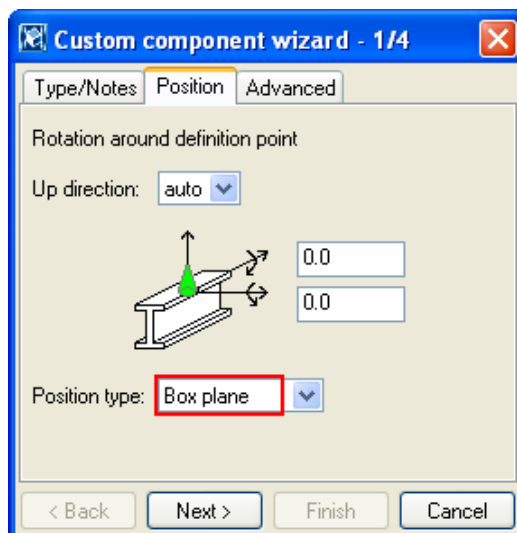 Custom component wizard - 1/4
Type/Notes Position Advanced
Rotation around definition point
Up direction: auto
0.0
0.0
Position type: Box plane
< Back Next > Finish Cancel